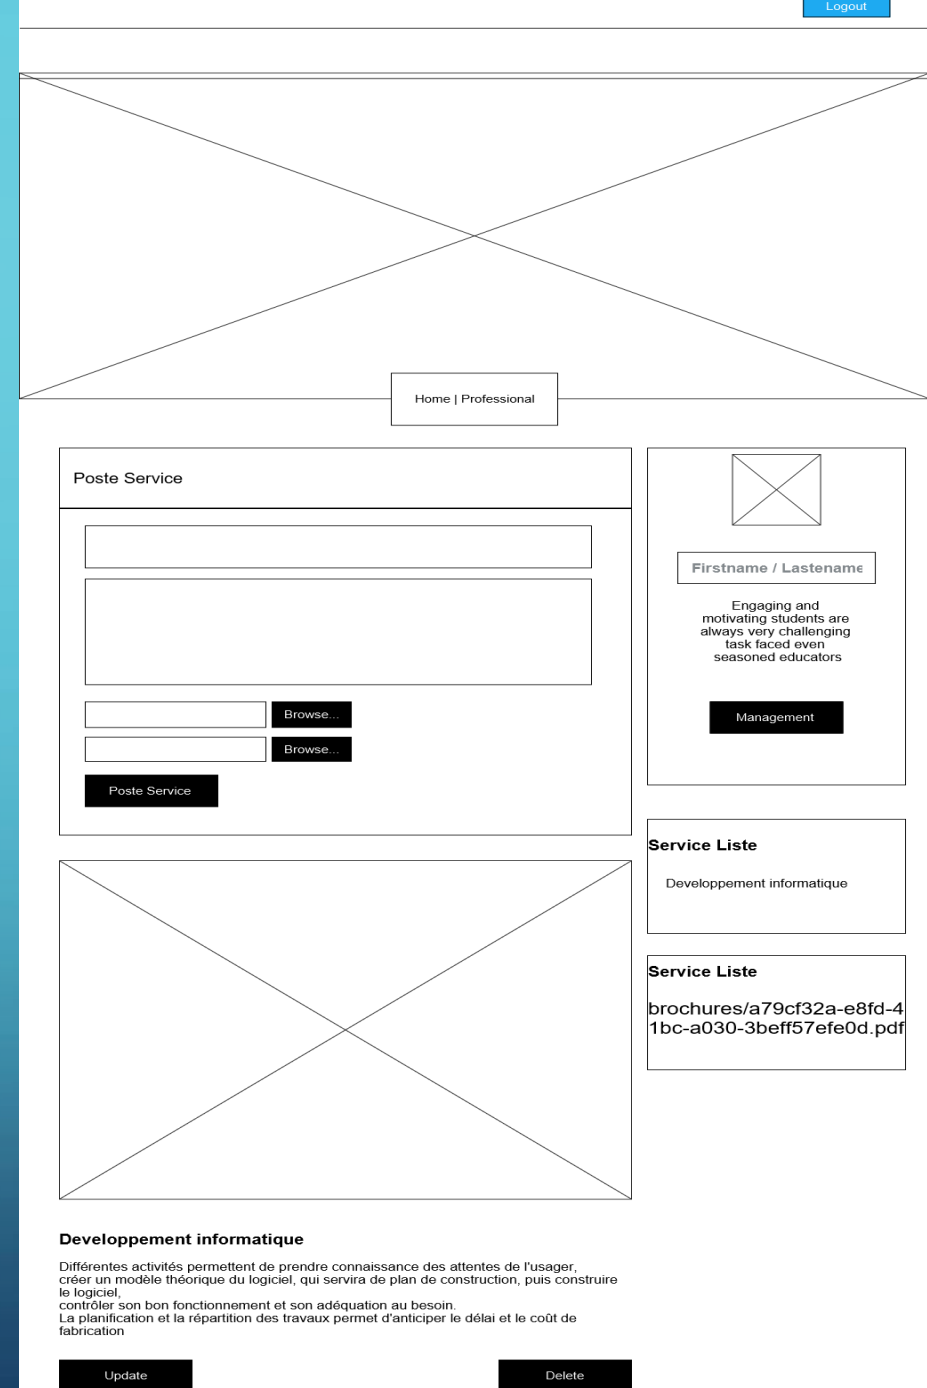 Logout
Home | Professional
Poste Service
Browse...
Browse...
Poste Service
Firstname / Lastename
Engaging and
motivating students are
always very challenging
task faced even
seasoned educators
Management
Service Liste
Developpement informatique
Service Liste
brochures/a79cf32a-e8fd-4
1bc-a030-3beff57efe0d.pdf
Developpement informatique
Différentes activités permettent de prendre connaissance des attentes de l'usager,
créer un modèle théorique du logiciel, qui servira de plan de construction, puis construire
le logiciel,
contrôler son bon fonctionnement et son adéquation au besoin.
La planification et la répartition des travaux permet d'anticiper le délai et le coût de
fabrication
Update
Delete